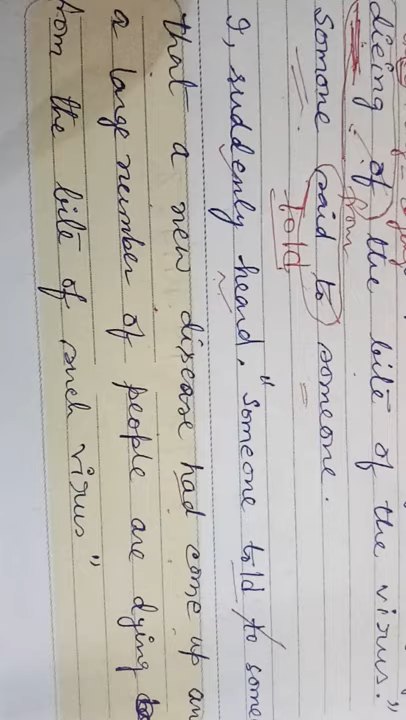 dieing of the bite of the virus."
from
Somone said to someone.
told
I, suddenly heard, "Someone told to some
that a new disease had come up an
a large number of people are dying
from the bite of such virus"